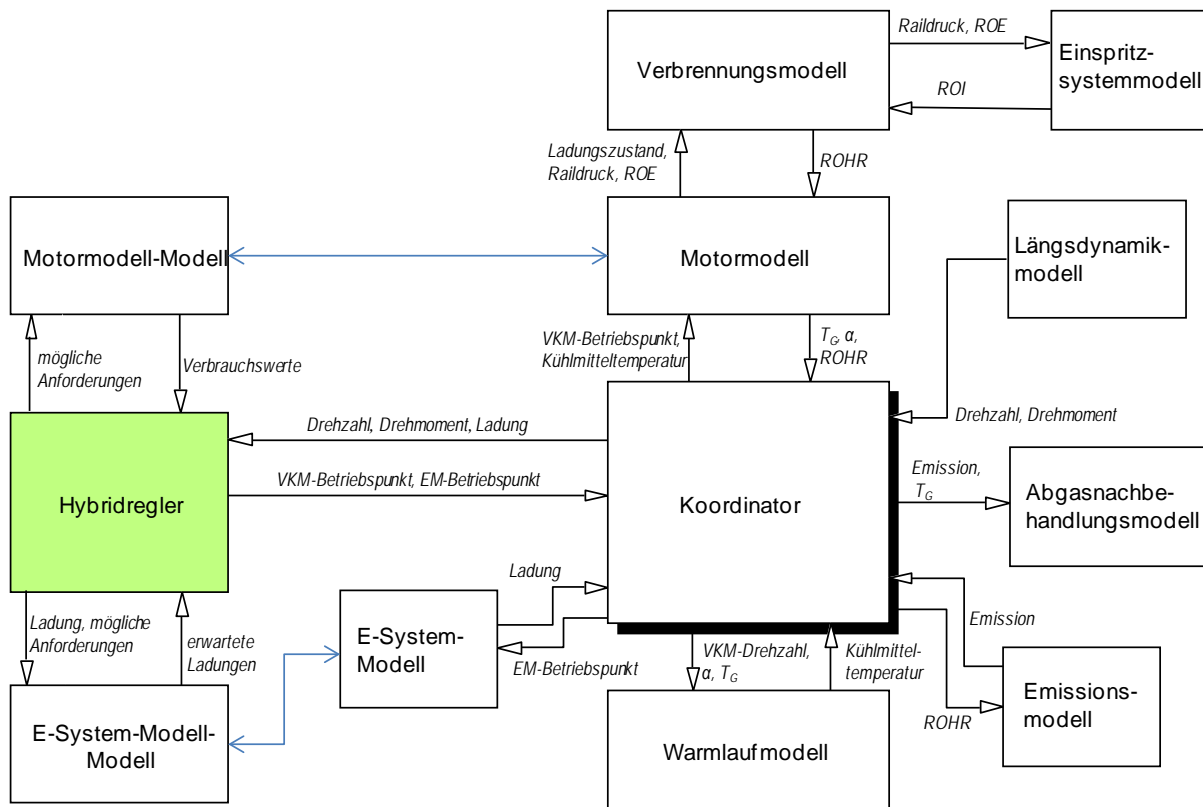 Raildruck, ROE
Verbrennungsmodell
Einspritz-
systemmodell
ROI
Ladungszustand,
Raildruck, ROE
ROHR
Motormodell-Modell
Motormodell
Längsdynamik-
modell
VKM-Betriebspunkt,
Kühlmitteltemperatur
TG, α,
ROHR
mögliche
Anforderungen
Verbrauchswerte
Drehzahl, Drehmoment, Ladung
Drehzahl, Drehmoment
VKM-Betriebspunkt, EM-Betriebspunkt
Hybridregler
Koordinator
Emission,
TG
Abgasnachbe-
handlungsmodell
Ladung
Ladung, mögliche
Anforderungen
erwartete
Ladungen
E-System-
Modell
EM-Betriebspunkt
VKM-Drehzahl,
α, TG
Kühlmittel-
temperatur
Emission
ROHR
Emissions-
modell
E-System-Modell-
Modell
Warmlaufmodell